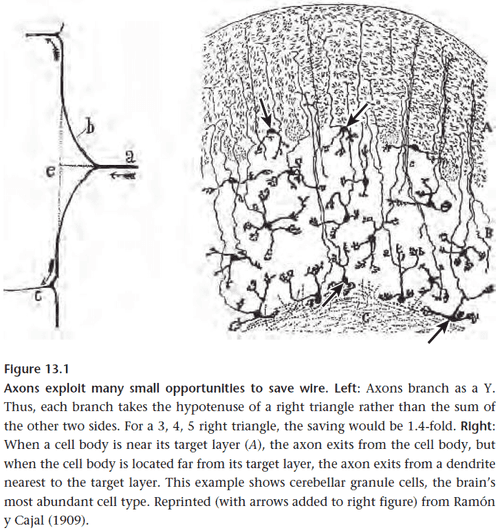 b
a
e
c
A
B
C
Figure 13.1
Axons exploit many small opportunities to save wire. Left: Axons branch as a Y.
Thus, each branch takes the hypotenuse of a right triangle rather than the sum of
the other two sides. For a 3, 4, 5 right triangle, the saving would be 1.4-fold. Right:
When a cell body is near its target layer (A), the axon exits from the cell body, but
when the cell body is located far from its target layer, the axon exits from a dendrite
nearest to the target layer. This example shows cerebellar granule cells, the brain's
most abundant cell type. Reprinted (with arrows added to right figure) from Ramón
y Cajal (1909).